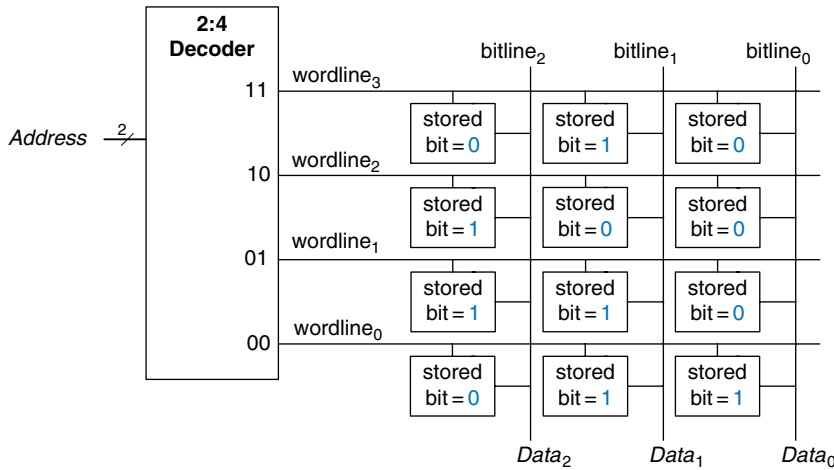 2:4
Decoder
bitline₂ bitline₁ bitline₀
wordline₃
11
stored stored stored
bit = 0 bit = 1 bit = 0
Address 2
wordline₂
10
stored stored stored
bit = 1 bit = 0 bit = 0
wordline₁
01
stored stored stored
bit = 1 bit = 1 bit = 0
wordline₀
00
stored stored stored
bit = 0 bit = 1 bit = 1
Data₂ Data₁ Data₀